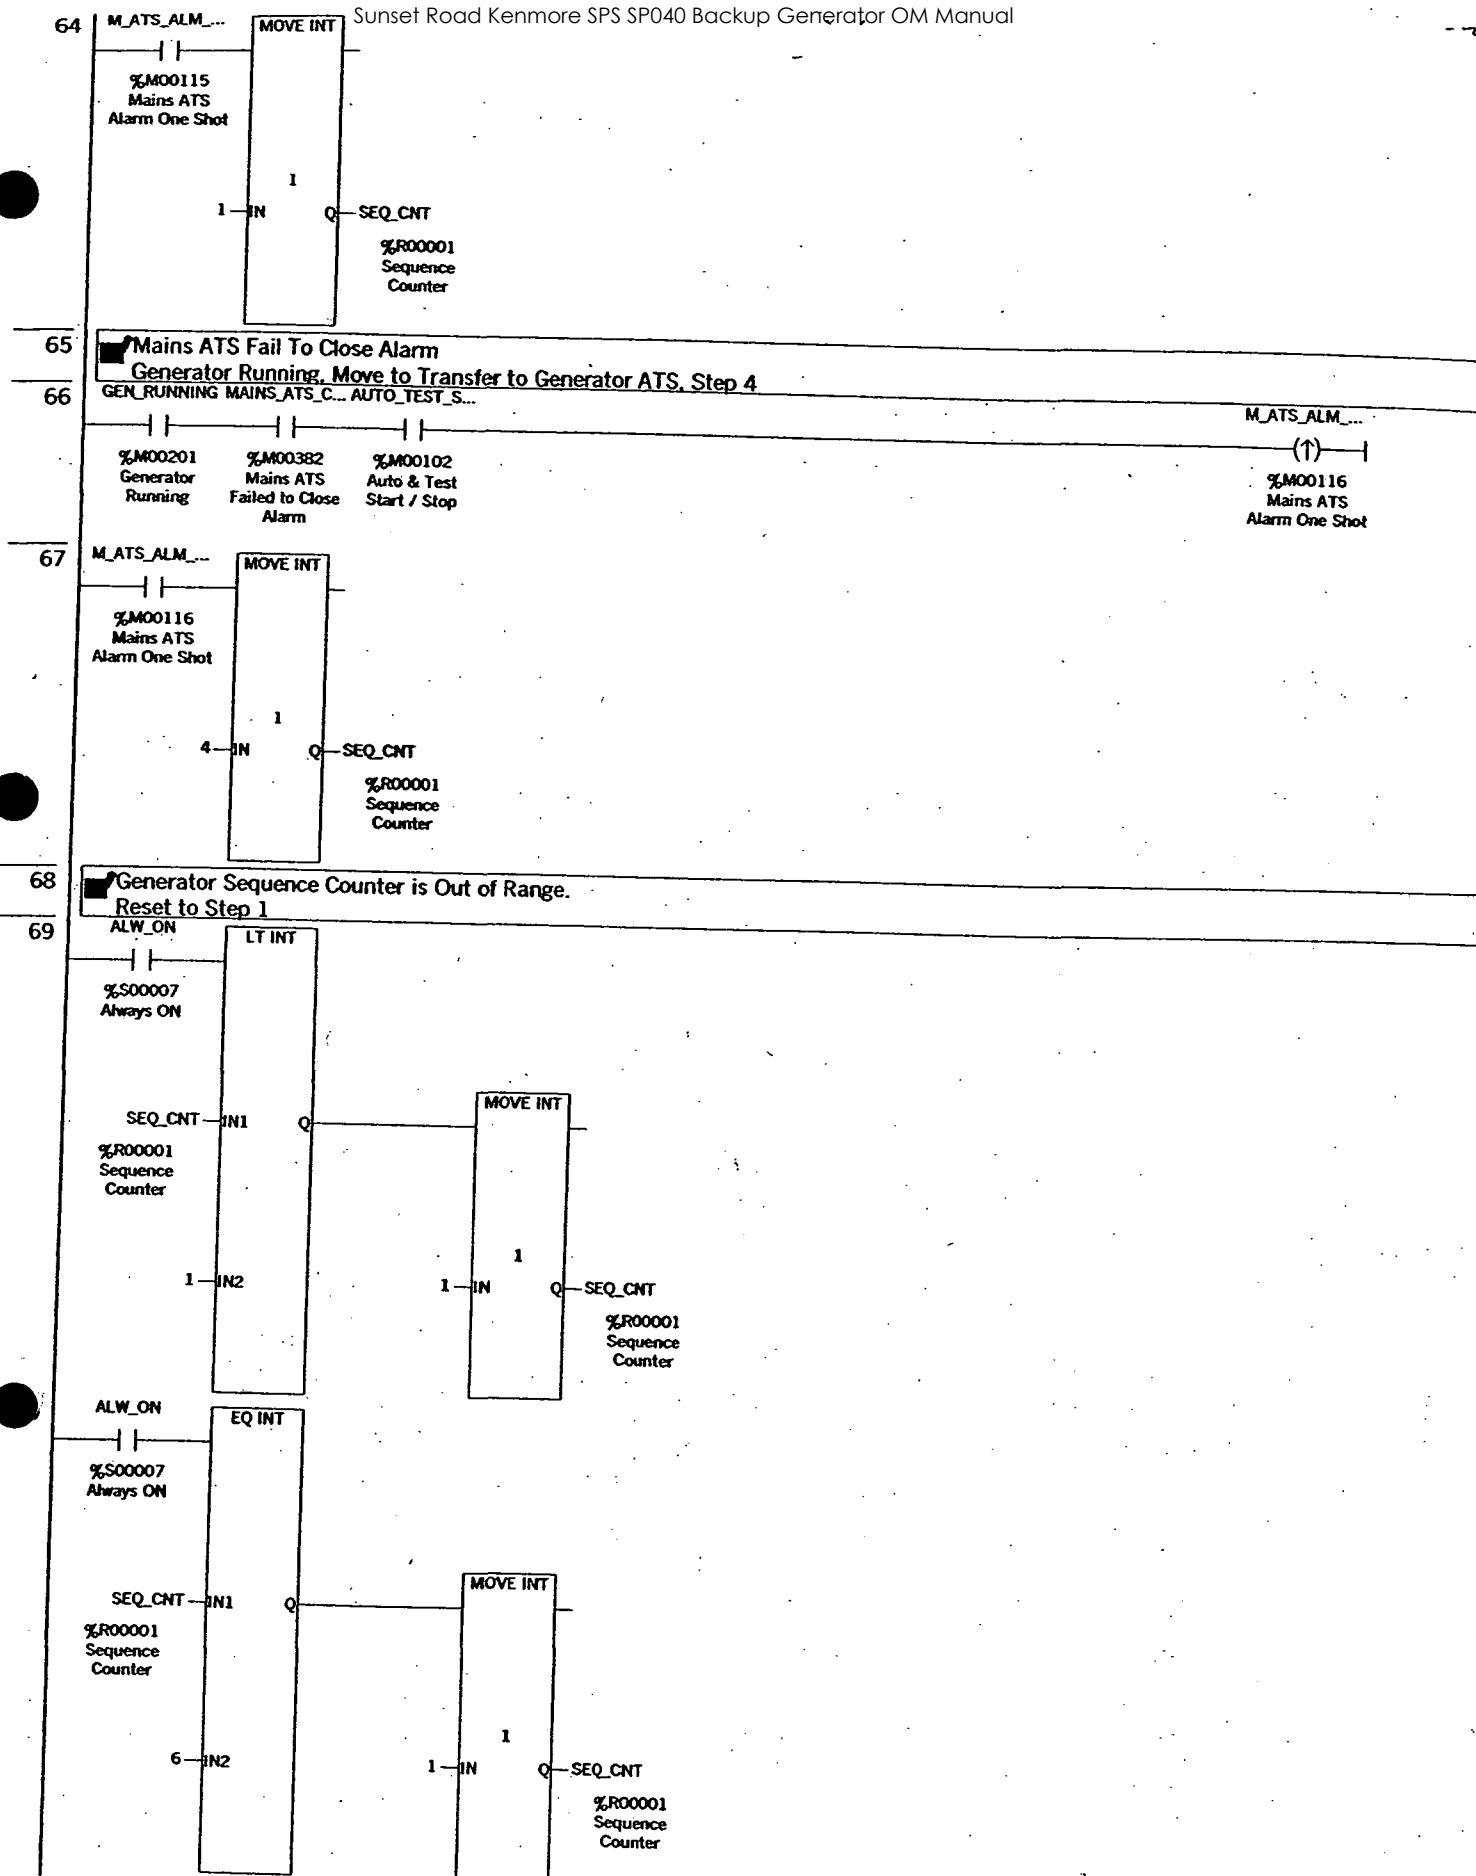 Sunset Road Kenmore SPS SP040 Backup Generator OM Manual
64
M_ATS_ALM_...
MOVE INT
%M00115
Mains ATS
Alarm One Shot
1
1 IN Q SEQ_CNT
%R00001
Sequence
Counter
65
Mains ATS Fail To Close Alarm
Generator Running, Move to Transfer to Generator ATS, Step 4
66
GEN_RUNNING MAINS_ATS_C... AUTO_TEST_S...
M_ATS_ALM_...
(↑)
%M00201
Generator
Running
%M00382
Mains ATS
Failed to Close
Alarm
%M00102
Auto & Test
Start / Stop
%M00116
Mains ATS
Alarm One Shot
67
M_ATS_ALM_...
MOVE INT
%M00116
Mains ATS
Alarm One Shot
1
4 IN Q SEQ_CNT
%R00001
Sequence
Counter
68
Generator Sequence Counter is Out of Range.
Reset to Step 1
69
ALW_ON
LT INT
%S00007
Always ON
MOVE INT
SEQ_CNT IN1 Q
%R00001
Sequence
Counter
1
1 IN2
1 IN Q SEQ_CNT
%R00001
Sequence
Counter
ALW_ON
EQ INT
%S00007
Always ON
MOVE INT
SEQ_CNT IN1 Q
%R00001
Sequence
Counter
1
6 IN2
1 IN Q SEQ_CNT
%R00001
Sequence
Counter